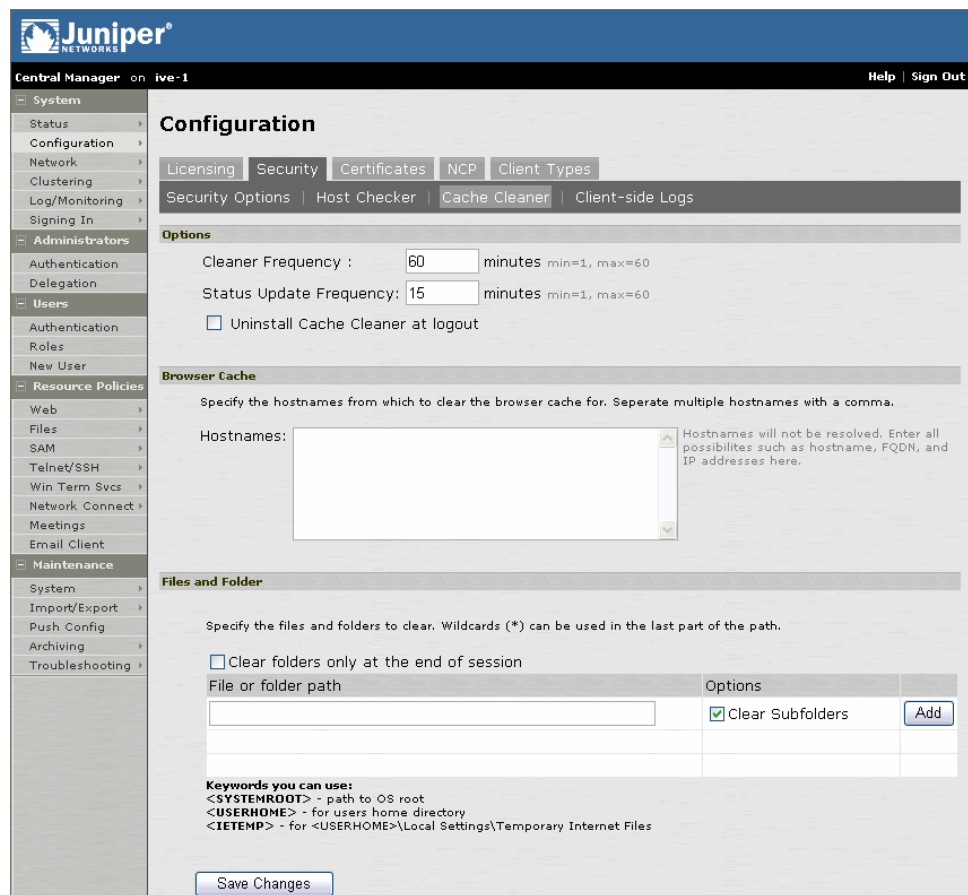 Juniper®
NETWORKS
Central Manager on ive-1
Help | Sign Out
System
Status
Configuration
Network
Clustering
Log/Monitoring
Signing In
Administrators
Authentication
Delegation
Users
Authentication
Roles
New User
Resource Policies
Web
Files
SAM
Telnet/SSH
Win Term Svcs
Network Connect
Meetings
Email Client
Maintenance
System
Import/Export
Push Config
Archiving
Troubleshooting
Configuration
Licensing Security Certificates NCP Client Types
Security Options | Host Checker | Cache Cleaner | Client-side Logs
Options
Cleaner Frequency : 60 minutes min=1, max=60
Status Update Frequency: 15 minutes min=1, max=60
Uninstall Cache Cleaner at logout
Browser Cache
Specify the hostnames from which to clear the browser cache for. Seperate multiple hostnames with a comma.
Hostnames:
Hostnames will not be resolved. Enter all
possibilites such as hostname, FQDN, and
IP addresses here.
Files and Folder
Specify the files and folders to clear. Wildcards (*) can be used in the last part of the path.
Clear folders only at the end of session
File or folder path Options
Clear Subfolders Add
Keywords you can use:
<SYSTEMROOT> - path to OS root
<USERHOME> - for users home directory
<IETEMP> - for <USERHOME>\Local Settings\Temporary Internet Files
Save Changes